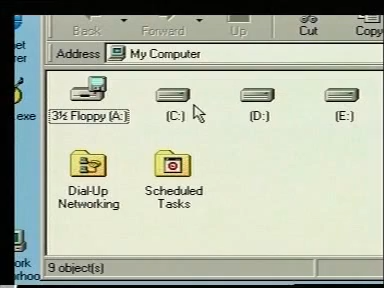 Back
Forward
Up
Cut
Copy
Address
My Computer
3½ Floppy (A:)
(C:)
(D:)
(E:)
.exe
Dial-Up
Networking
Scheduled
Tasks
9 object(s)